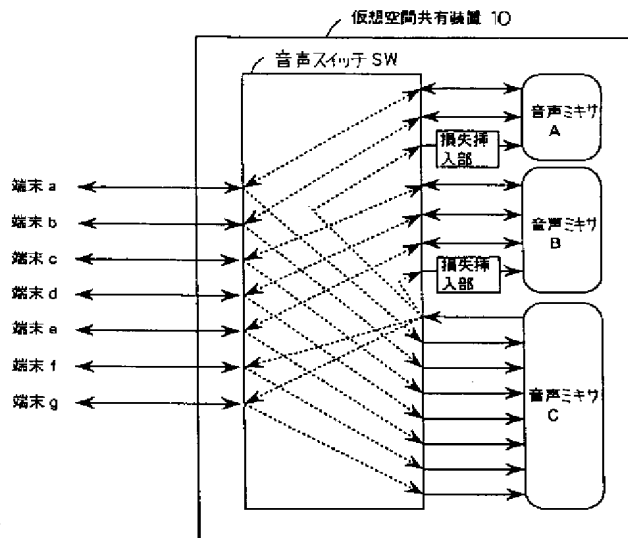 仮想空間共有装置 10
音声スイッチ SW
音声ミキサ
A
損失挿
入部
端末 a
端末 b
端末 c
端末 d
端末 e
端末 f
端末 g
音声ミキサ
B
損失挿
入部
音声ミキサ
C